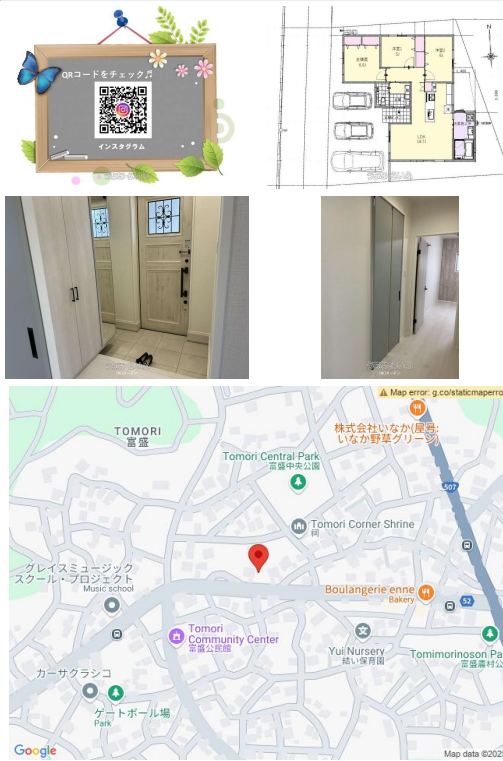 QRコードをチェック♬
インスタグラム
LDK
N
Map error: g.co/staticmaperro
TOMORI
富盛
株式会社いなか(屋号:
いなか野草グリーン)
Tomori Central Park
富盛中央公園
507
Tomori Corner Shrine
祠
グレイスミュージック
スクール・プロジェクト
Music school
Boulangerie enne
Bakery
52
Tomori
Community Center
富盛公民館
Yui Nursery
結い保育園
Tomimorinoson Pa
富盛農村公
カーサクラシコ
ゲートボール場
Park
Google
Map data ©2025